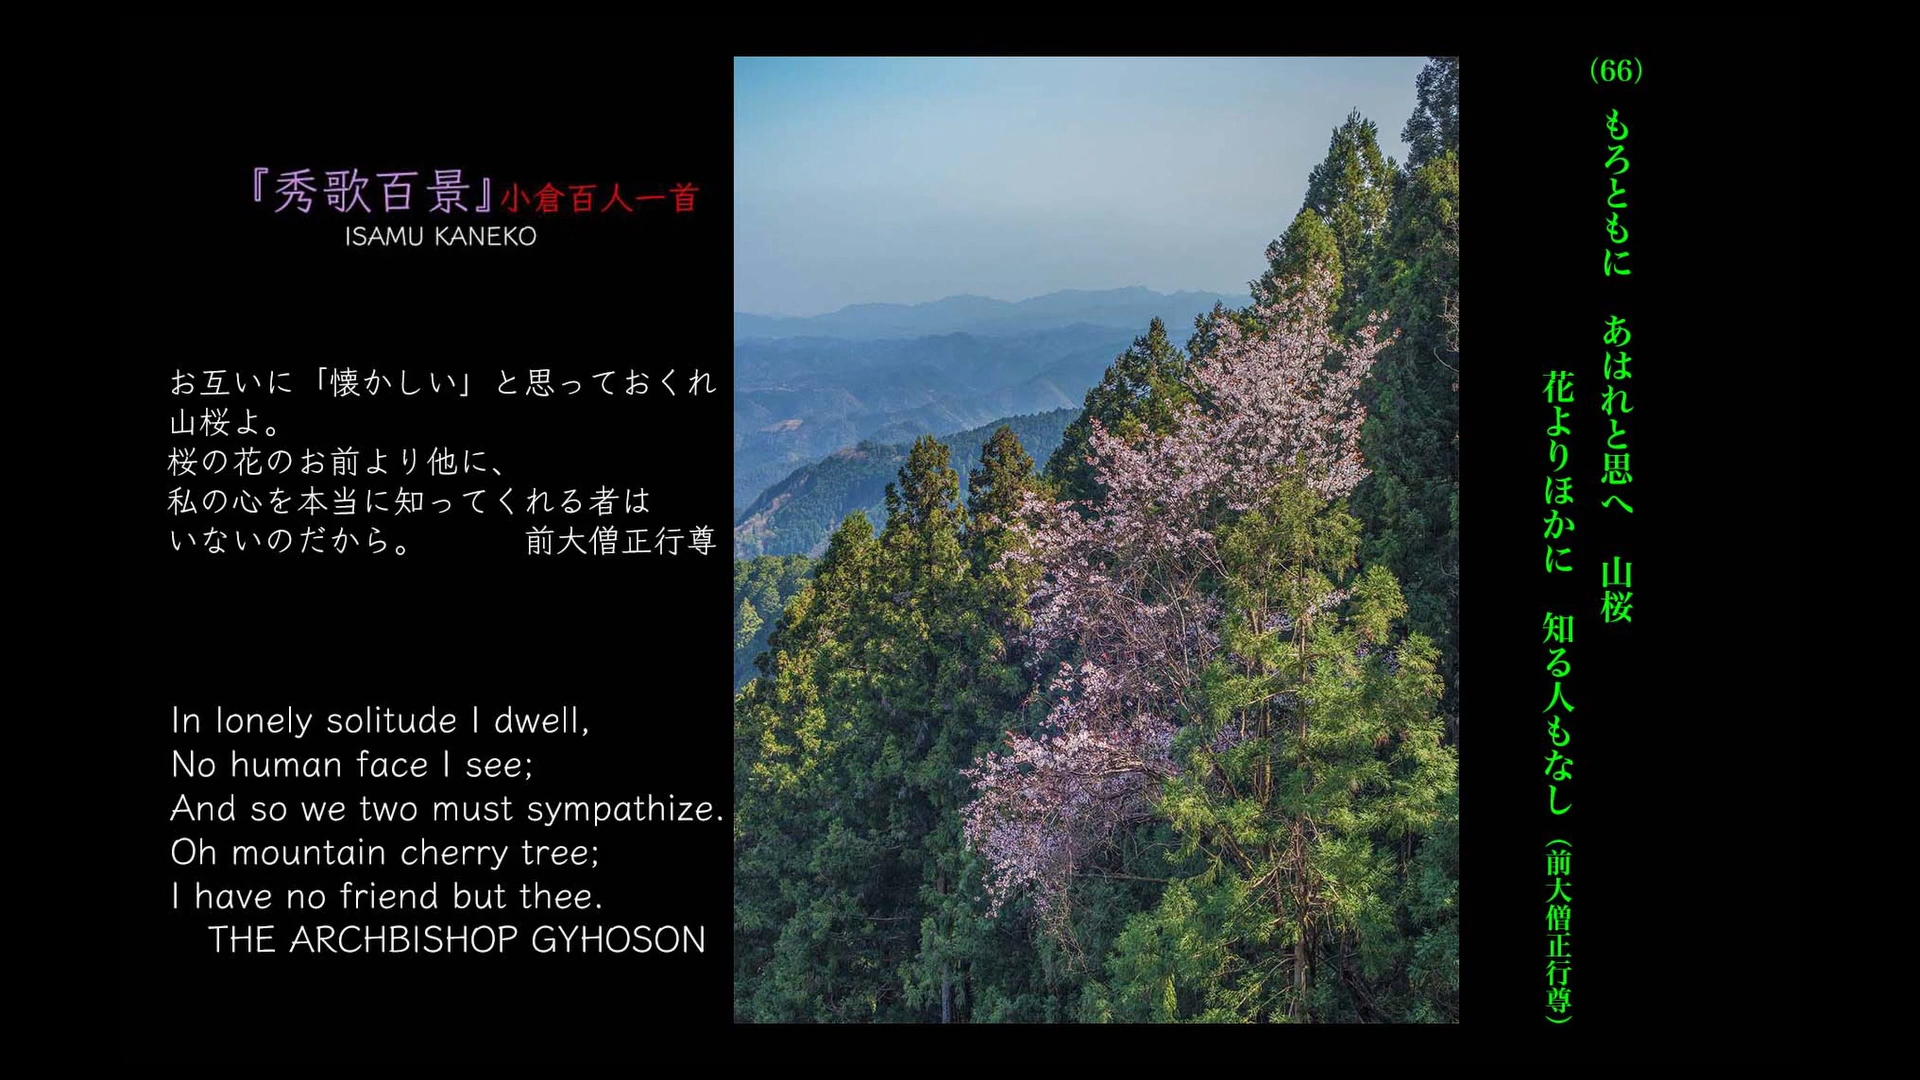 『秀歌百景』小倉百人一首
ISAMU KANEKO
お互いに「懐かしい」と思っておくれ
山桜よ。
桜の花のお前より他に、
私の心を本当に知ってくれる者は
いないのだから。 前大僧正行尊
In lonely solitude I dwell,
No human face I see;
And so we two must sympathize.
Oh mountain cherry tree;
I have no friend but thee.
THE ARCHBISHOP GYHOSON
（66） もろともに あはれと思へ 山桜
花よりほかに 知る人もなし（前大僧正行尊）